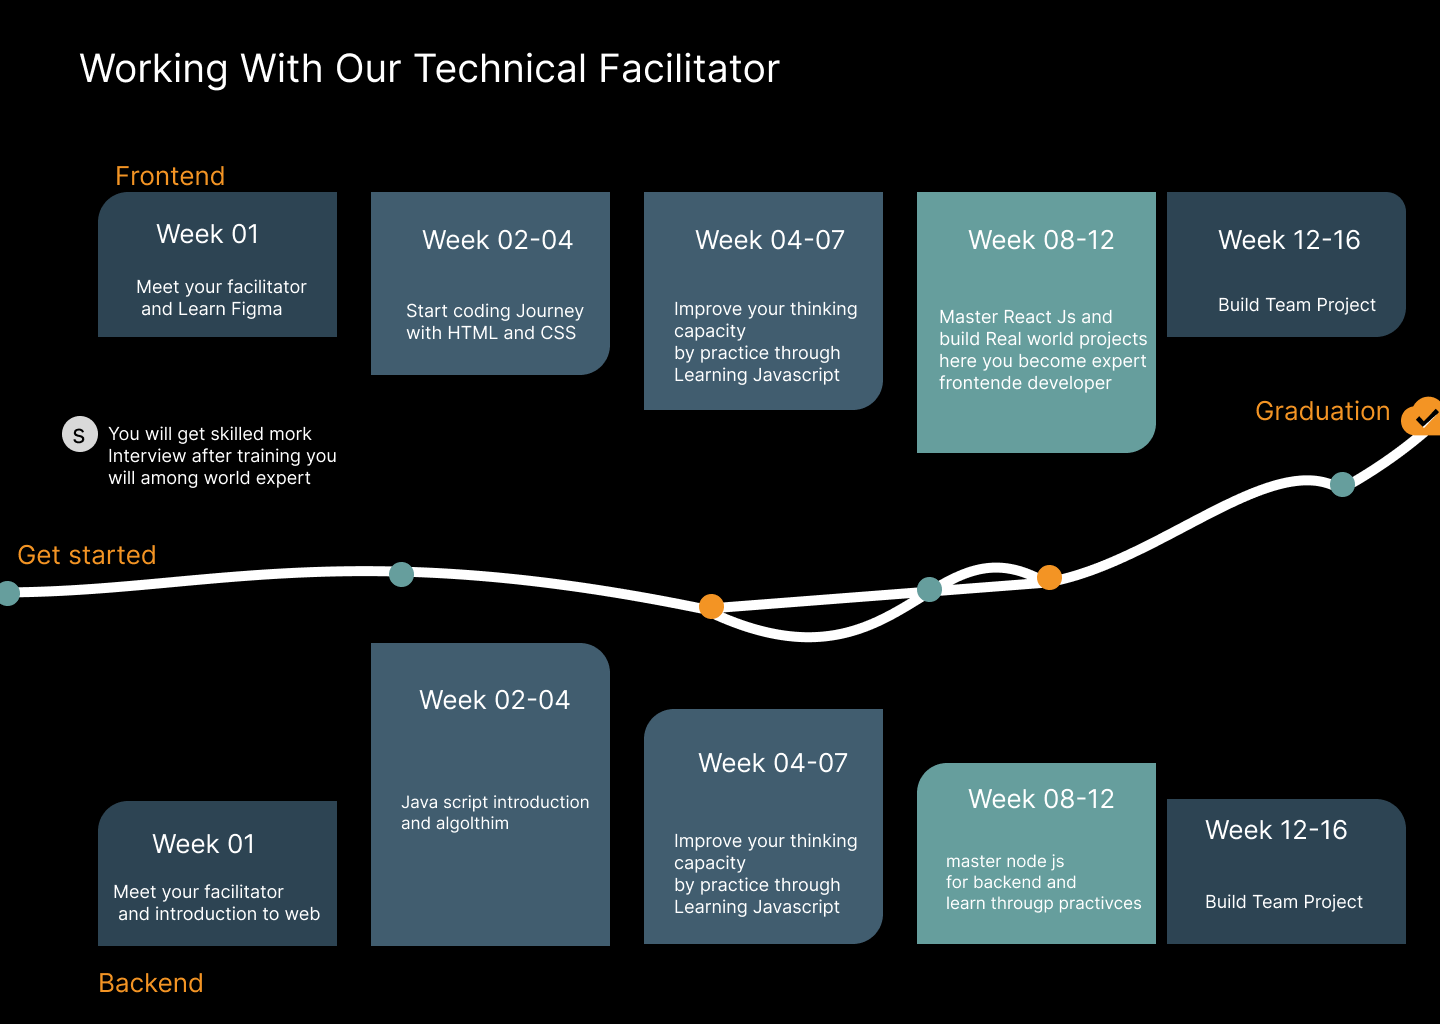 Working With Our Technical Facilitator
Frontend
Week 01
Meet your facilitator
and Learn Figma
Week 02-04
Start coding Journey
with HTML and CSS
Week 04-07
Improve your thinking
capacity
by practice through
Learning Javascript
Week 08-12
Master React Js and
build Real world projects
here you become expert
frontende developer
Week 12-16
Build Team Project
Graduation
S
You will get skilled mork
Interview after training you
will among world expert
Get started
Week 01
Meet your facilitator
and introduction to web
Week 02-04
Java script introduction
and algolthim
Week 04-07
Improve your thinking
capacity
by practice through
Learning Javascript
Week 08-12
master node js
for backend and
learn througp practivces
Week 12-16
Build Team Project
Backend